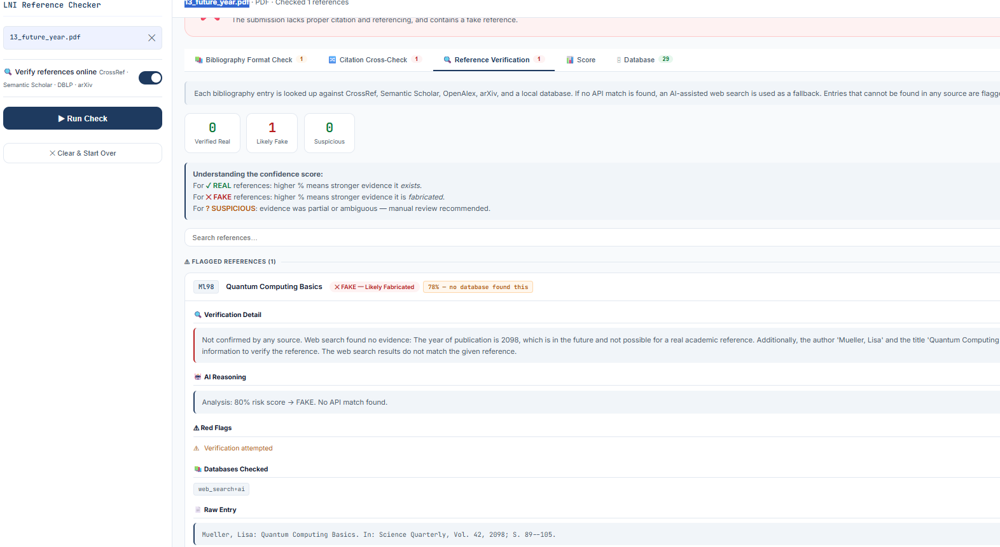 LNI Reference Checker
13_future_year.pdf
Verify references online CrossRef ·
Semantic Scholar · DBLP · arXiv
Run Check
Clear & Start Over
13_future_year.pdf · PDF · Checked 1 references
The submission lacks proper citation and referencing, and contains a fake reference.
Bibliography Format Check 1 Citation Cross-Check 1 Reference Verification 1 Score Database 29
Each bibliography entry is looked up against CrossRef, Semantic Scholar, OpenAlex, arXiv, and a local database. If no API match is found, an AI-assisted web search is used as a fallback. Entries that cannot be found in any source are flagge
0 1 0
Verified Real Likely Fake Suspicious
Understanding the confidence score:
For ✓ REAL references: higher % means stronger evidence it exists.
For ✕ FAKE references: higher % means stronger evidence it is fabricated.
For ? SUSPICIOUS: evidence was partial or ambiguous — manual review recommended.
Search references...
⚠ FLAGGED REFERENCES (1)
Ml98 Quantum Computing Basics ✕ FAKE — Likely Fabricated 78% — no database found this
Verification Detail
Not confirmed by any source. Web search found no evidence: The year of publication is 2098, which is in the future and not possible for a real academic reference. Additionally, the author 'Mueller, Lisa' and the title 'Quantum Computing
information to verify the reference. The web search results do not match the given reference.
AI Reasoning
Analysis: 80% risk score → FAKE. No API match found.
⚠ Red Flags
⚠ Verification attempted
Databases Checked
web_search+ai
Raw Entry
Mueller, Lisa: Quantum Computing Basics. In: Science Quarterly, Vol. 42, 2098; S. 89--105.